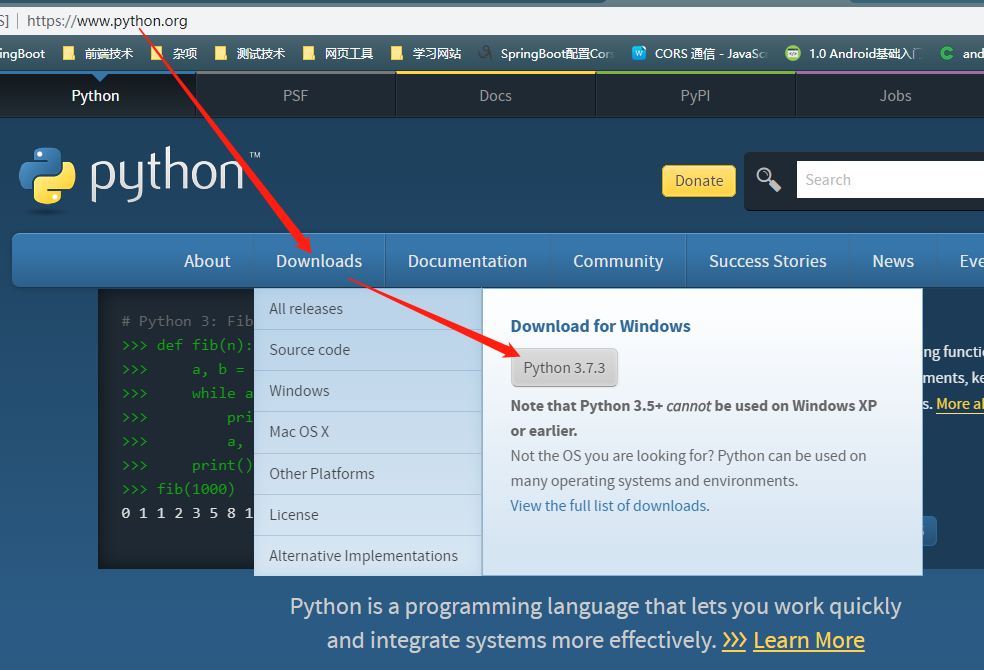 S] | https://www.python.org
ingBoot 前端技术 杂项 测试技术 网页工具 学习网站 SpringBoot配置Cors CORS 通信 - JavaSc 1.0 Android基础入门 and
Python PSF Docs PyPI Jobs
python™
Donate Search
About Downloads Documentation Community Success Stories News Eve
# Python 3: Fib
>>> def fib(n):
>>> a, b =
>>> while a
>>> pri
>>> a,
>>> print()
>>> fib(1000)
0 1 1 2 3 5 8 1
All releases
Source code
Windows
Mac OS X
Other Platforms
License
Alternative Implementations
Download for Windows
Python 3.7.3
Note that Python 3.5+ cannot be used on Windows XP
or earlier.
Not the OS you are looking for? Python can be used on
many operating systems and environments.
View the full list of downloads.
ng functi
ments, ke
s. More al
Python is a programming language that lets you work quickly
and integrate systems more effectively. >>> Learn More